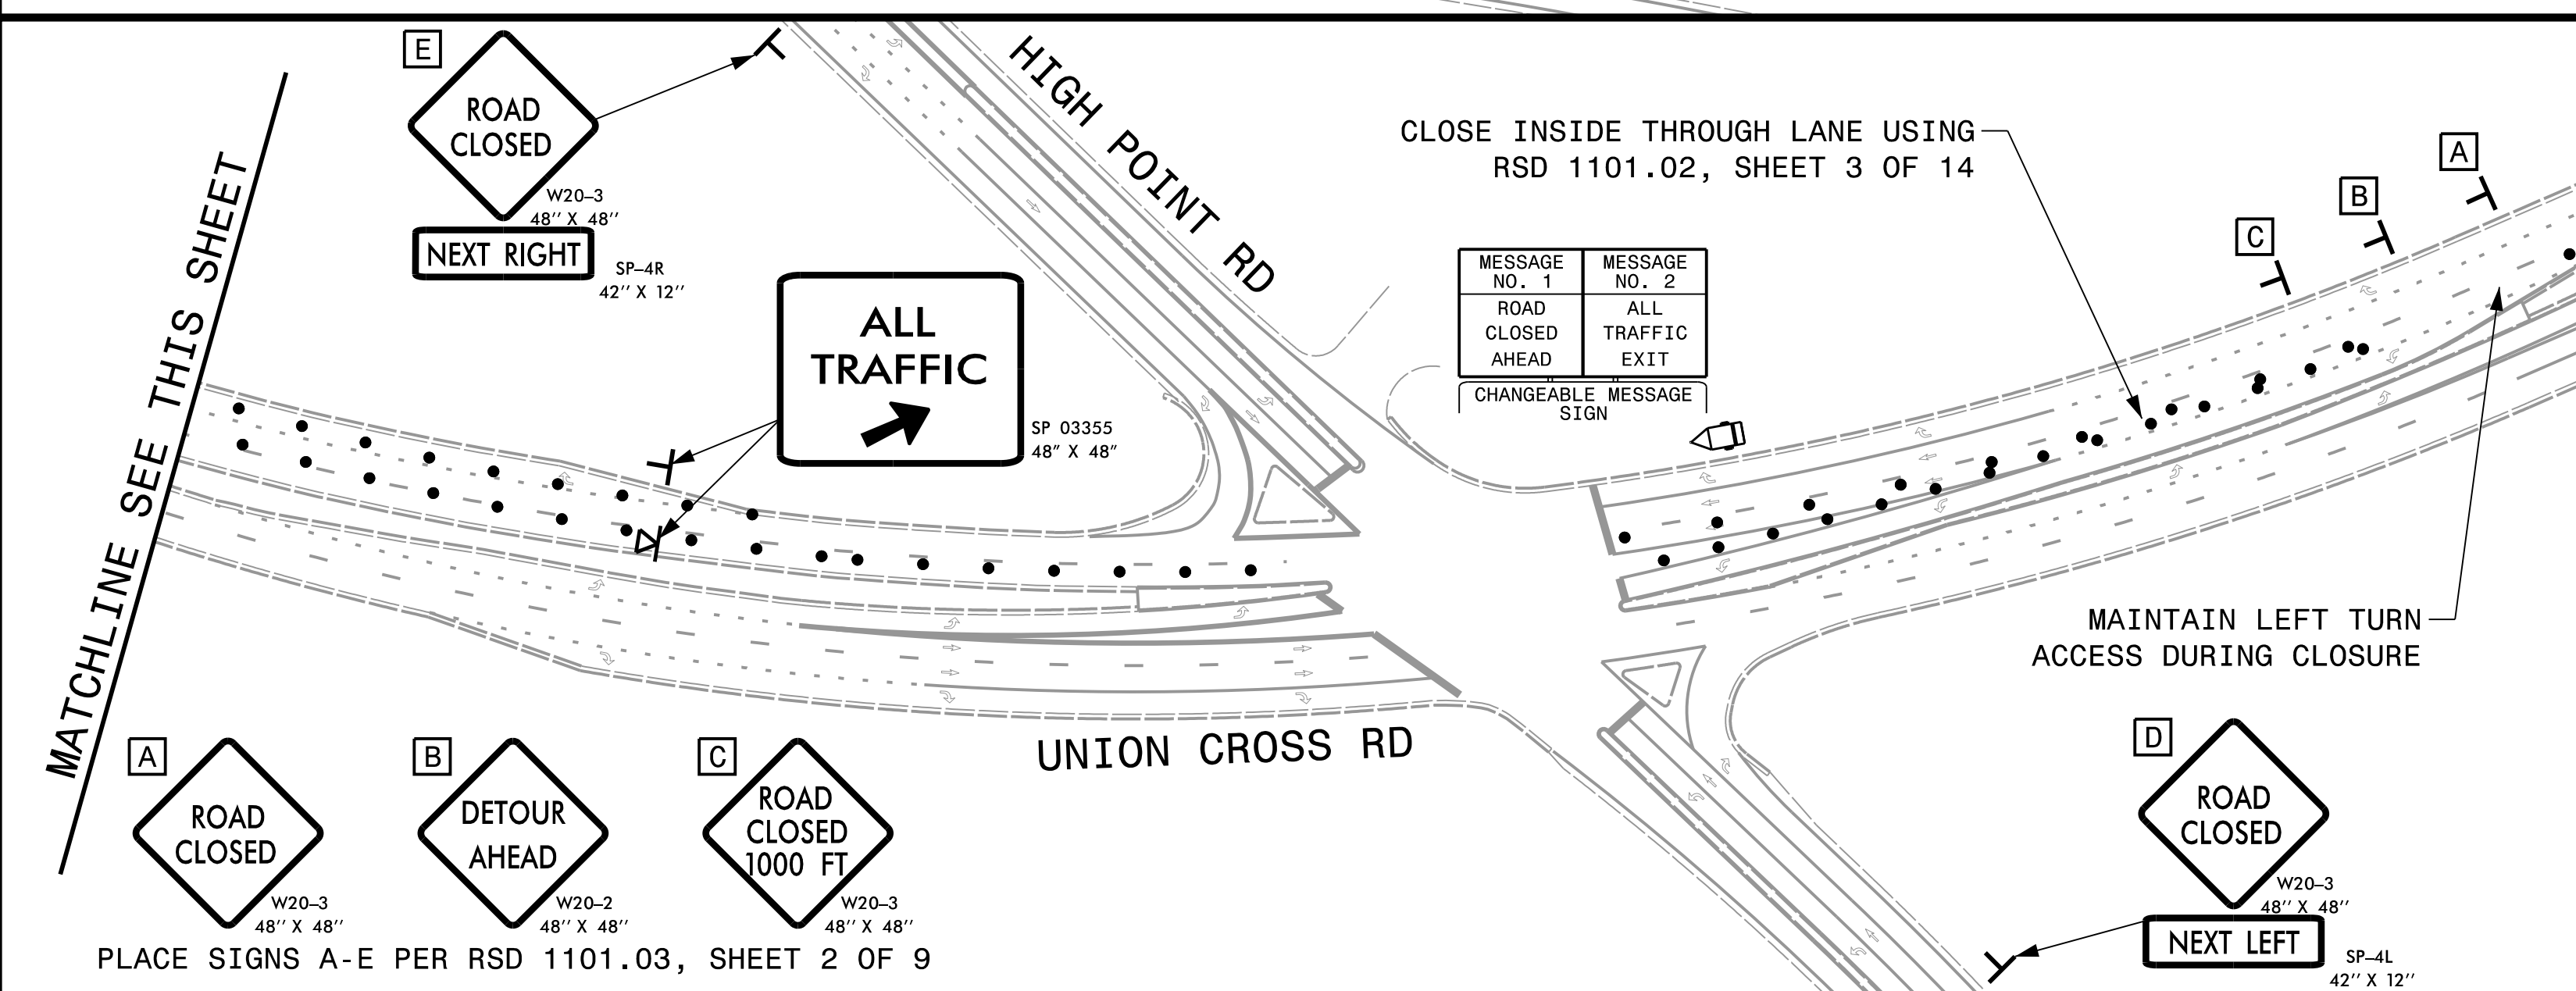 E
ROAD
CLOSED
W20-3
48'' X 48''
NEXT RIGHT
SP-4R
42'' X 12''
HIGH POINT RD
CLOSE INSIDE THROUGH LANE USING
RSD 1101.02, SHEET 3 OF 14
A
B
C
MATCHLINE SEE THIS SHEET
ALL
TRAFFIC
SP 03355
48" X 48"
MESSAGE
NO. 1
MESSAGE
NO. 2
ROAD
CLOSED
AHEAD
ALL
TRAFFIC
EXIT
CHANGEABLE MESSAGE
SIGN
MAINTAIN LEFT TURN
ACCESS DURING CLOSURE
UNION CROSS RD
A
ROAD
CLOSED
W20-3
48'' X 48''
B
DETOUR
AHEAD
W20-2
48'' X 48''
C
ROAD
CLOSED
1000 FT
W20-3
48'' X 48''
D
ROAD
CLOSED
W20-3
48'' X 48''
NEXT LEFT
SP-4L
42'' X 12''
PLACE SIGNS A-E PER RSD 1101.03, SHEET 2 OF 9